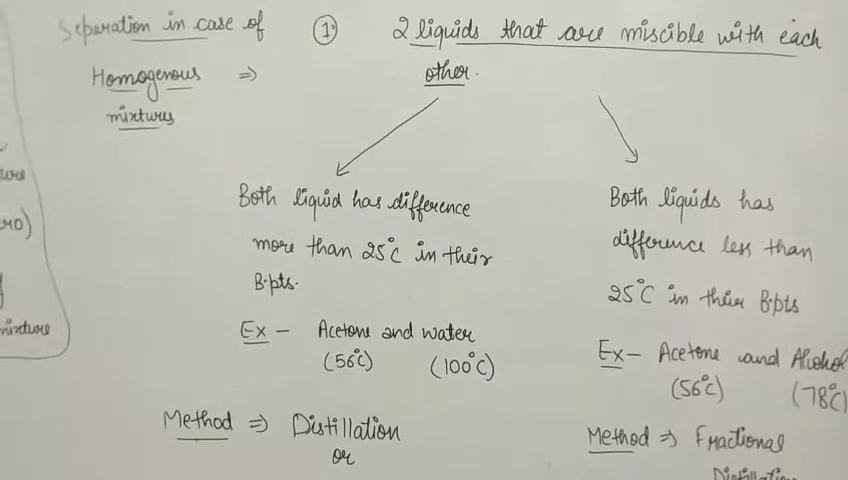 Separation in case of
Homogenous ⇒
mixtures
① 2 liquids that are miscible with each
other.
Both liquid has difference
more than 25°C in their
B.pts.
Ex – Acetone and water
(56°C) (100°C)
Method ⇒ Distillation
or
Both liquids has
difference less than
25°C in their B.pts
Ex – Acetone and Alcohol
(56°C) (78°C)
Method ⇒ Fractional
Distillation
mixture